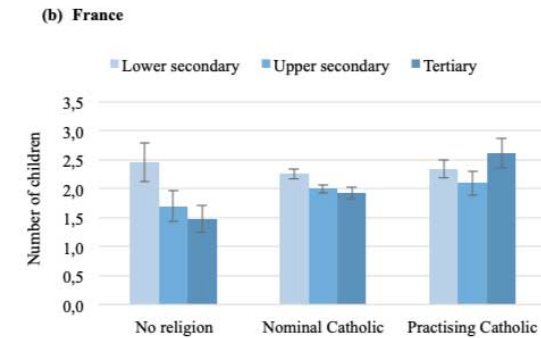 (b) France
Lower secondary Upper secondary Tertiary
Number of children
3,5
3,0
2,5
2,0
1,5
1,0
0,5
0,0
No religion Nominal Catholic Practising Catholic